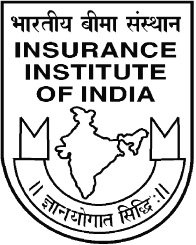 भारतीय बीमा संस्थान
INSURANCE
INSTITUTE
OF INDIA
।। ज्ञानयोगात सिद्धिः ।।